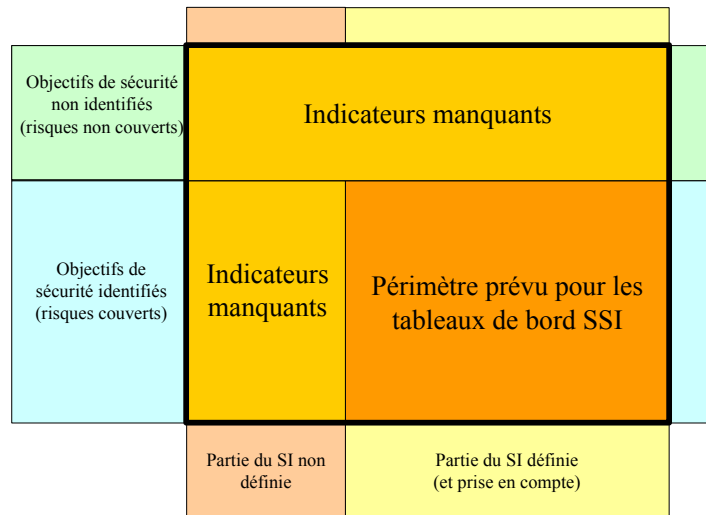 Objectifs de sécurité
non identifiés
(risques non couverts)
Indicateurs manquants
Objectifs de
sécurité identifiés
(risques couverts)
Indicateurs
manquants
Périmètre prévu pour les
tableaux de bord SSI
Partie du SI non
définie
Partie du SI définie
(et prise en compte)